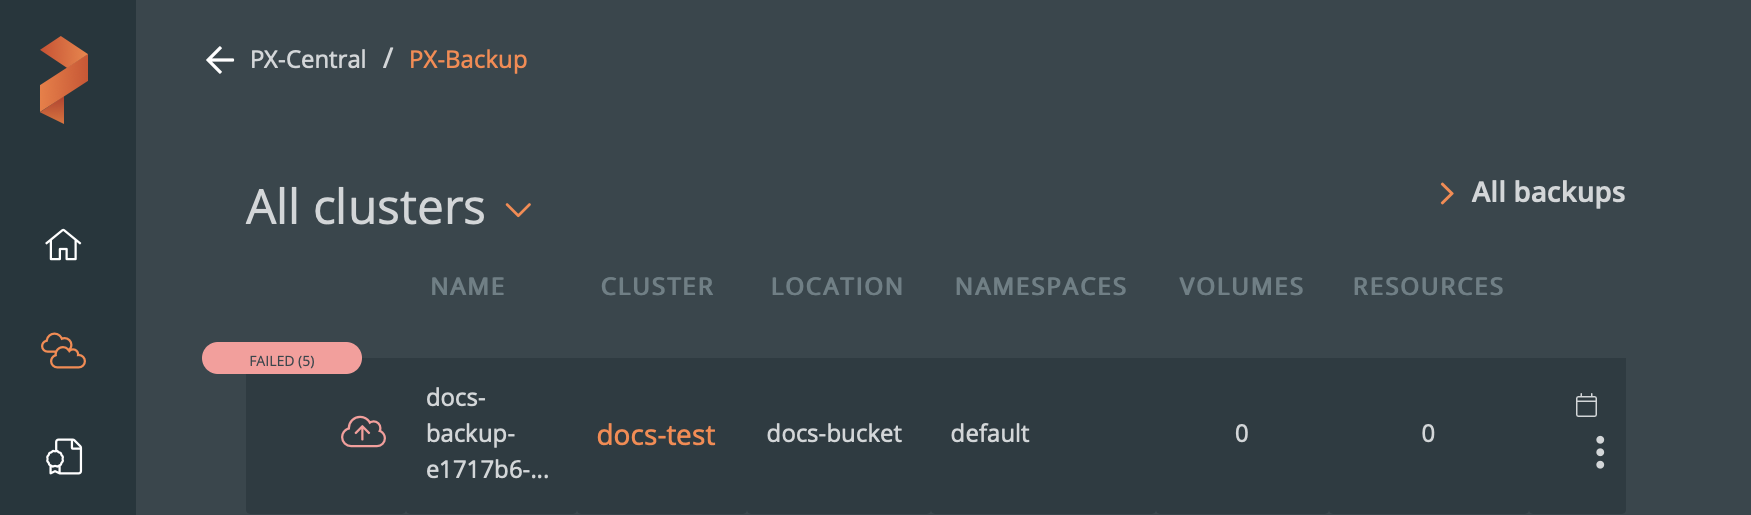 PX-Central / PX-Backup
All clusters
All backups
NAME CLUSTER LOCATION NAMESPACES VOLUMES RESOURCES
FAILED (5)
docs-
backup-
e1717b6-...
docs-test
docs-bucket
default
0
0